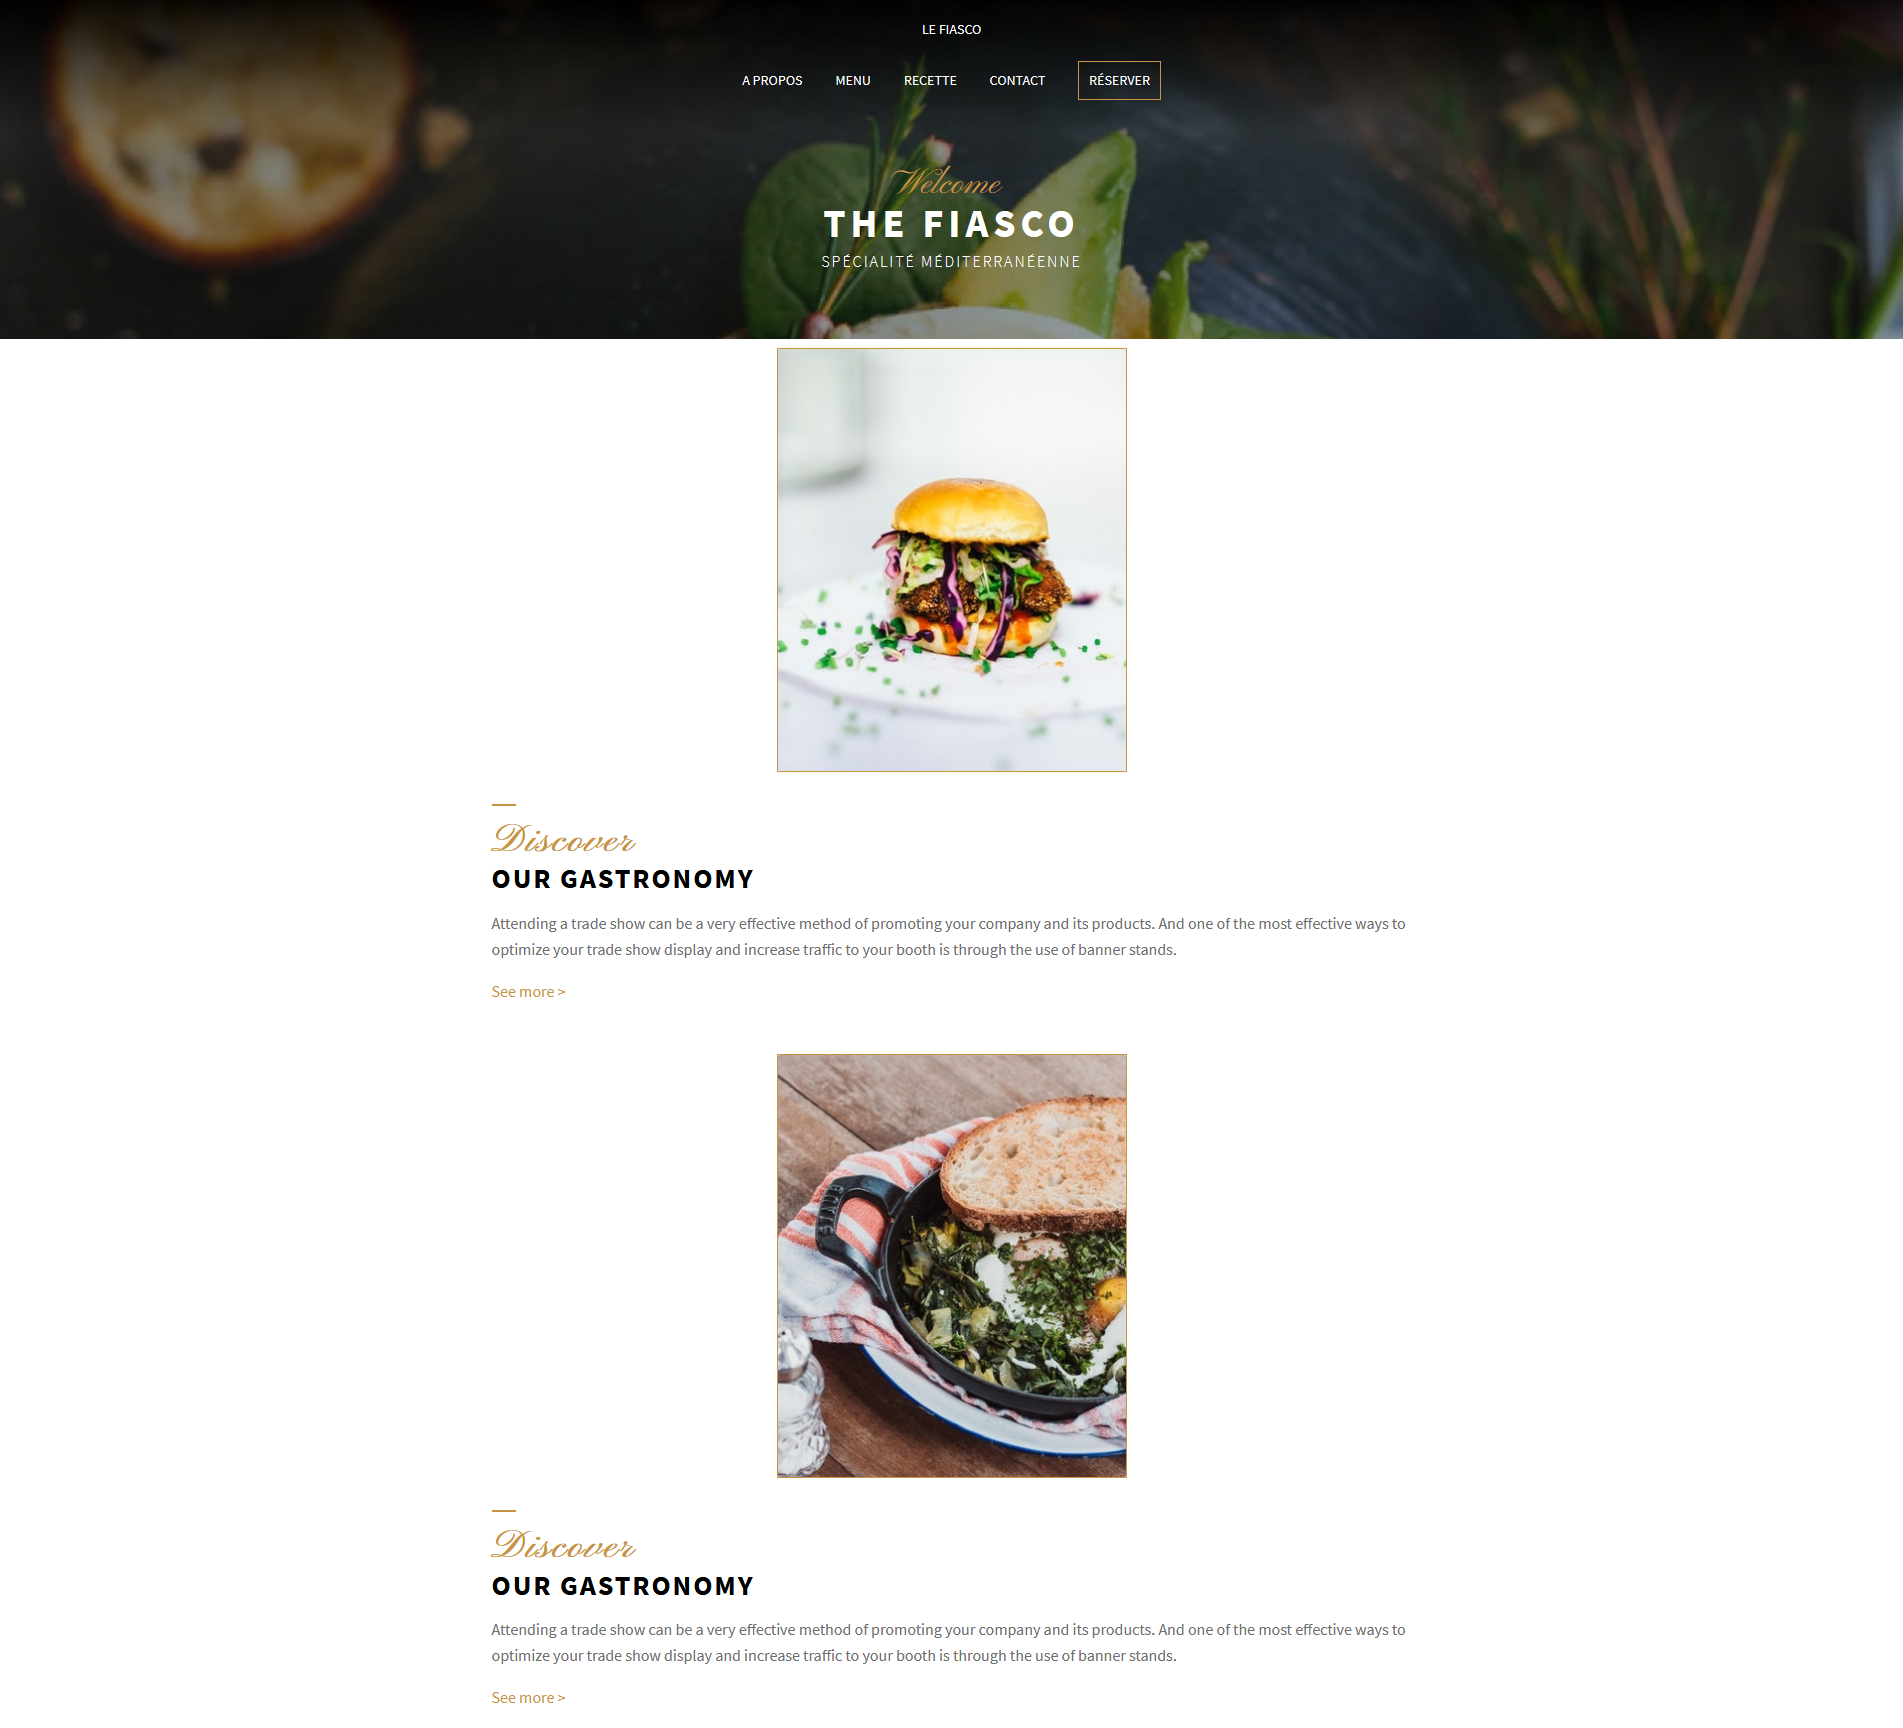 LE FIASCO
A PROPOS MENU RECETTE CONTACT RÉSERVER
Welcome
THE FIASCO
SPÉCIALITÉ MÉDITERRANÉENNE
Discover
OUR GASTRONOMY
Attending a trade show can be a very effective method of promoting your company and its products. And one of the most effective ways to
optimize your trade show display and increase traffic to your booth is through the use of banner stands.
See more >
Discover
OUR GASTRONOMY
Attending a trade show can be a very effective method of promoting your company and its products. And one of the most effective ways to
optimize your trade show display and increase traffic to your booth is through the use of banner stands.
See more >